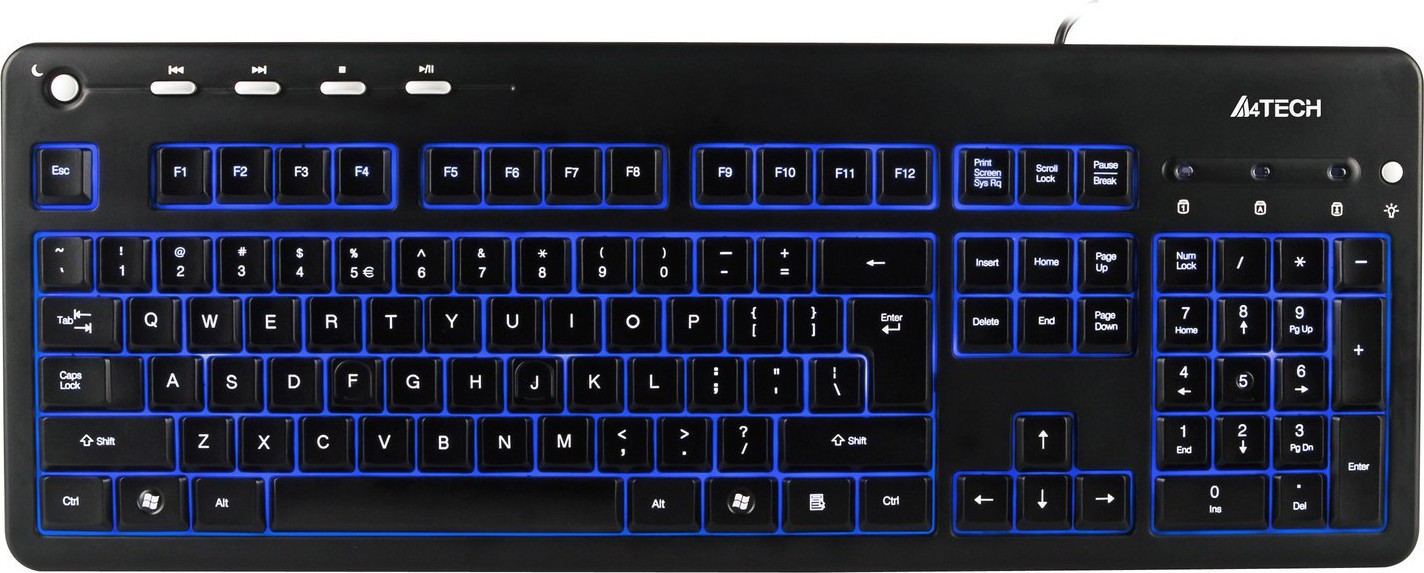 A4TECH
Esc F1 F2 F3 F4 F5 F6 F7 F8 F9 F10 F11 F12 Print Screen Sys Rq Scroll Lock Pause Break
1 A
~ ` ! 1 @ 2 # 3 $ 4 % 5 € ^ 6 & 7 * 8 ( 9 ) 0 — - + = ← Insert Home Page Up Num Lock / * −
Tab Q W E R T Y U I O P { [ } ] Enter Delete End Page Down 7 Home 8 ↑ 9 Pg Up +
Caps Lock A S D F G H J K L : ; " ' ¦ \ 4 ← 5 6 →
Shift Z X C V B N M < ; > . ? / Shift ↑ 1 End 2 ↓ 3 Pg Dn Enter
Ctrl Alt Alt Ctrl ← ↓ → 0 Ins . Del